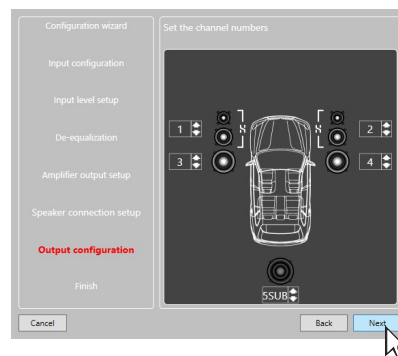 Configuration wizard
Set the channel numbers
Input configuration
Input level setup
De-equalization
Amplifier output setup
Speaker connection setup
Output configuration
Finish
1
2
3
4
5SUB
Cancel
Back
Next